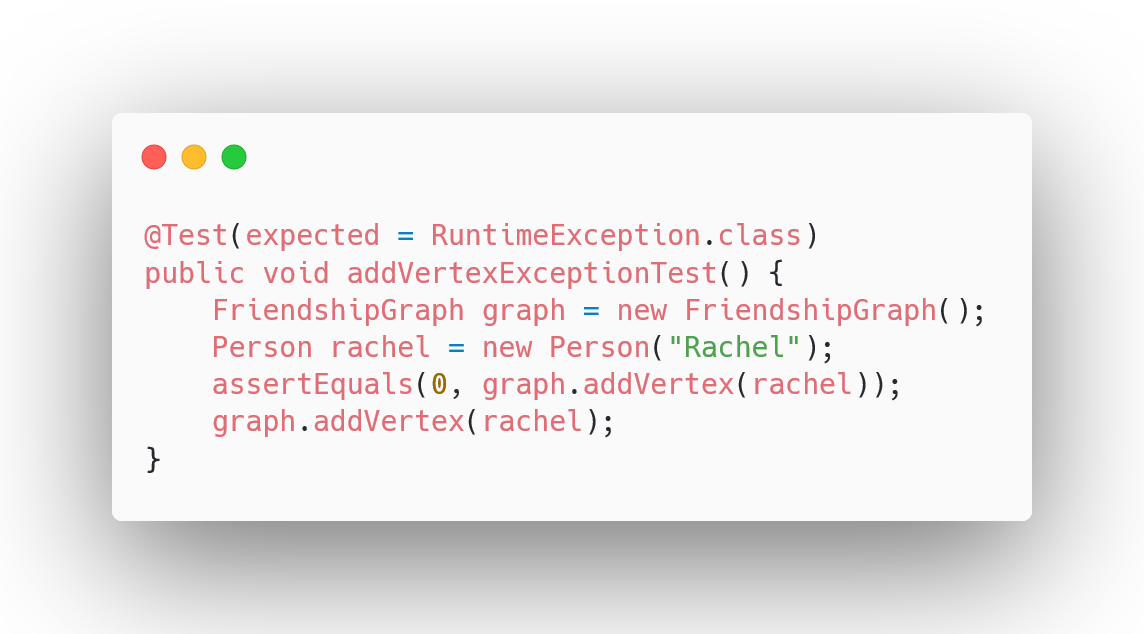 @Test(expected = RuntimeException.class)
public void addVertexExceptionTest() {
    FriendshipGraph graph = new FriendshipGraph();
    Person rachel = new Person("Rachel");
    assertEquals(0, graph.addVertex(rachel));
    graph.addVertex(rachel);
}